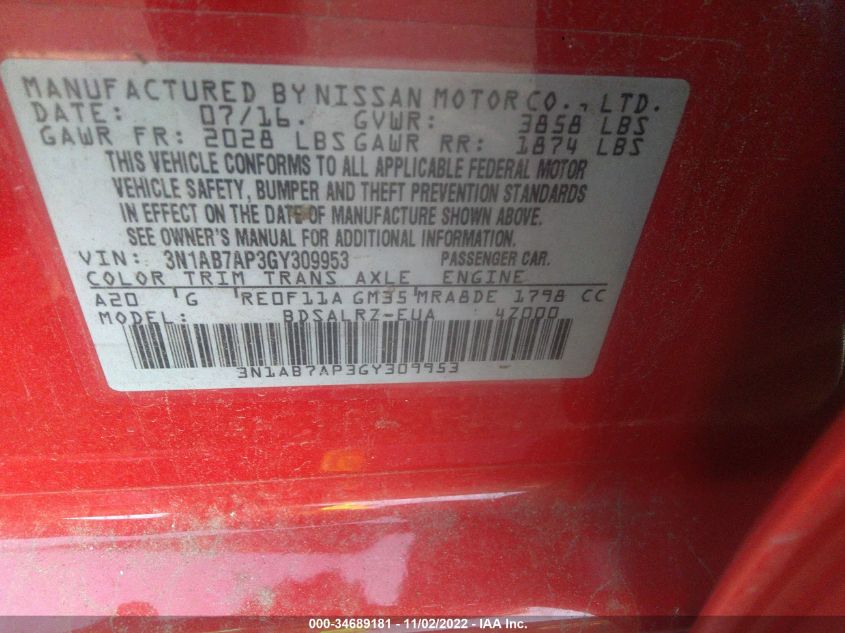 MANUFACTURED BY NISSAN MOTOR CO., LTD.
DATE: 07/16. GVWR: 3858 LBS
GAWR FR: 2028 LBS GAWR RR: 1874 LBS
THIS VEHICLE CONFORMS TO ALL APPLICABLE FEDERAL MOTOR
VEHICLE SAFETY, BUMPER AND THEFT PREVENTION STANDARDS
IN EFFECT ON THE DATE OF MANUFACTURE SHOWN ABOVE.
SEE OWNER'S MANUAL FOR ADDITIONAL INFORMATION.
VIN: 3N1AB7AP3GY309953 PASSENGER CAR.
COLOR TRIM TRANS AXLE ENGINE
A20 'G 'RE0F11A GM35 'MRA8DE 1798 CC
MODEL: BDSALRZ-EUA : 4Z000
3N1AB7AP3GY309953
000-34689181 - 11/02/2022 - IAA Inc.